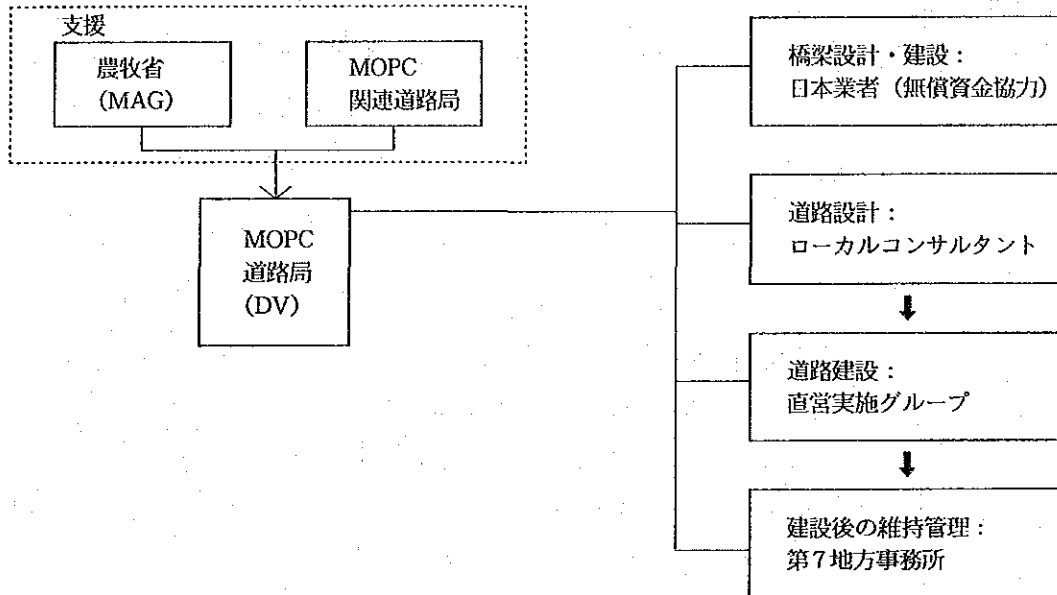 支援
農牧省
(MAG)
MOPC
関連道路局
MOPC
道路局
(DV)
橋梁設計・建設：
日本業者（無償資金協力）
道路設計：
ローカルコンサルタント
道路建設：
直営実施グループ
建設後の維持管理：
第7地方事務所